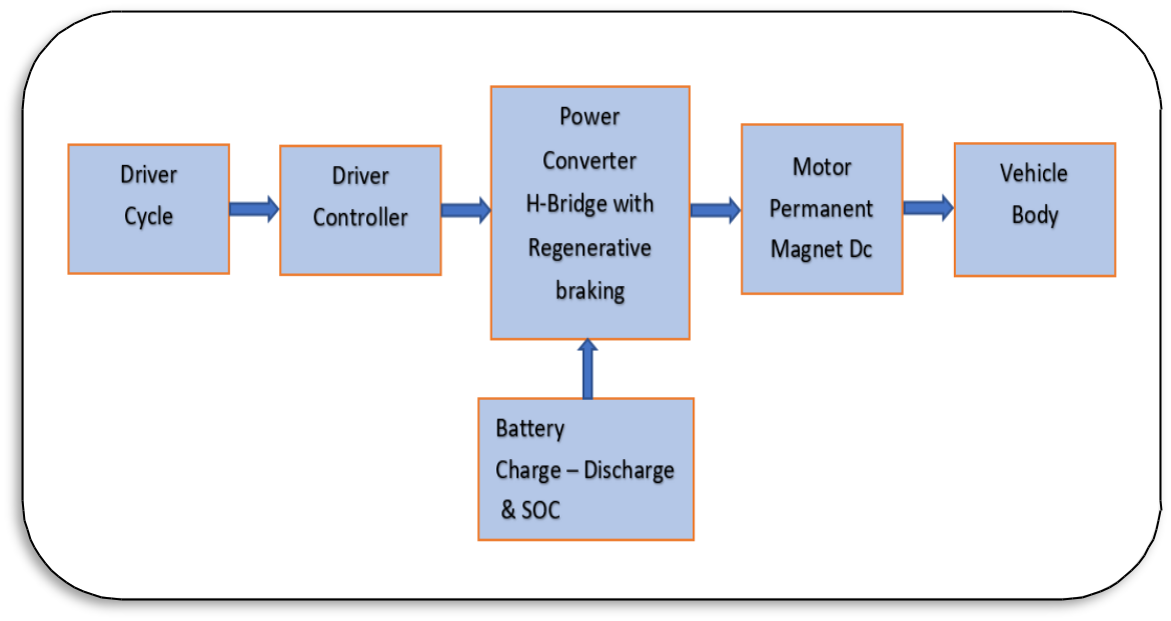 Driver
Cycle
Driver
Controller
Power
Converter
H-Bridge with
Regenerative
braking
Motor
Permanent
Magnet Dc
Vehicle
Body
Battery
Charge – Discharge
& SOC